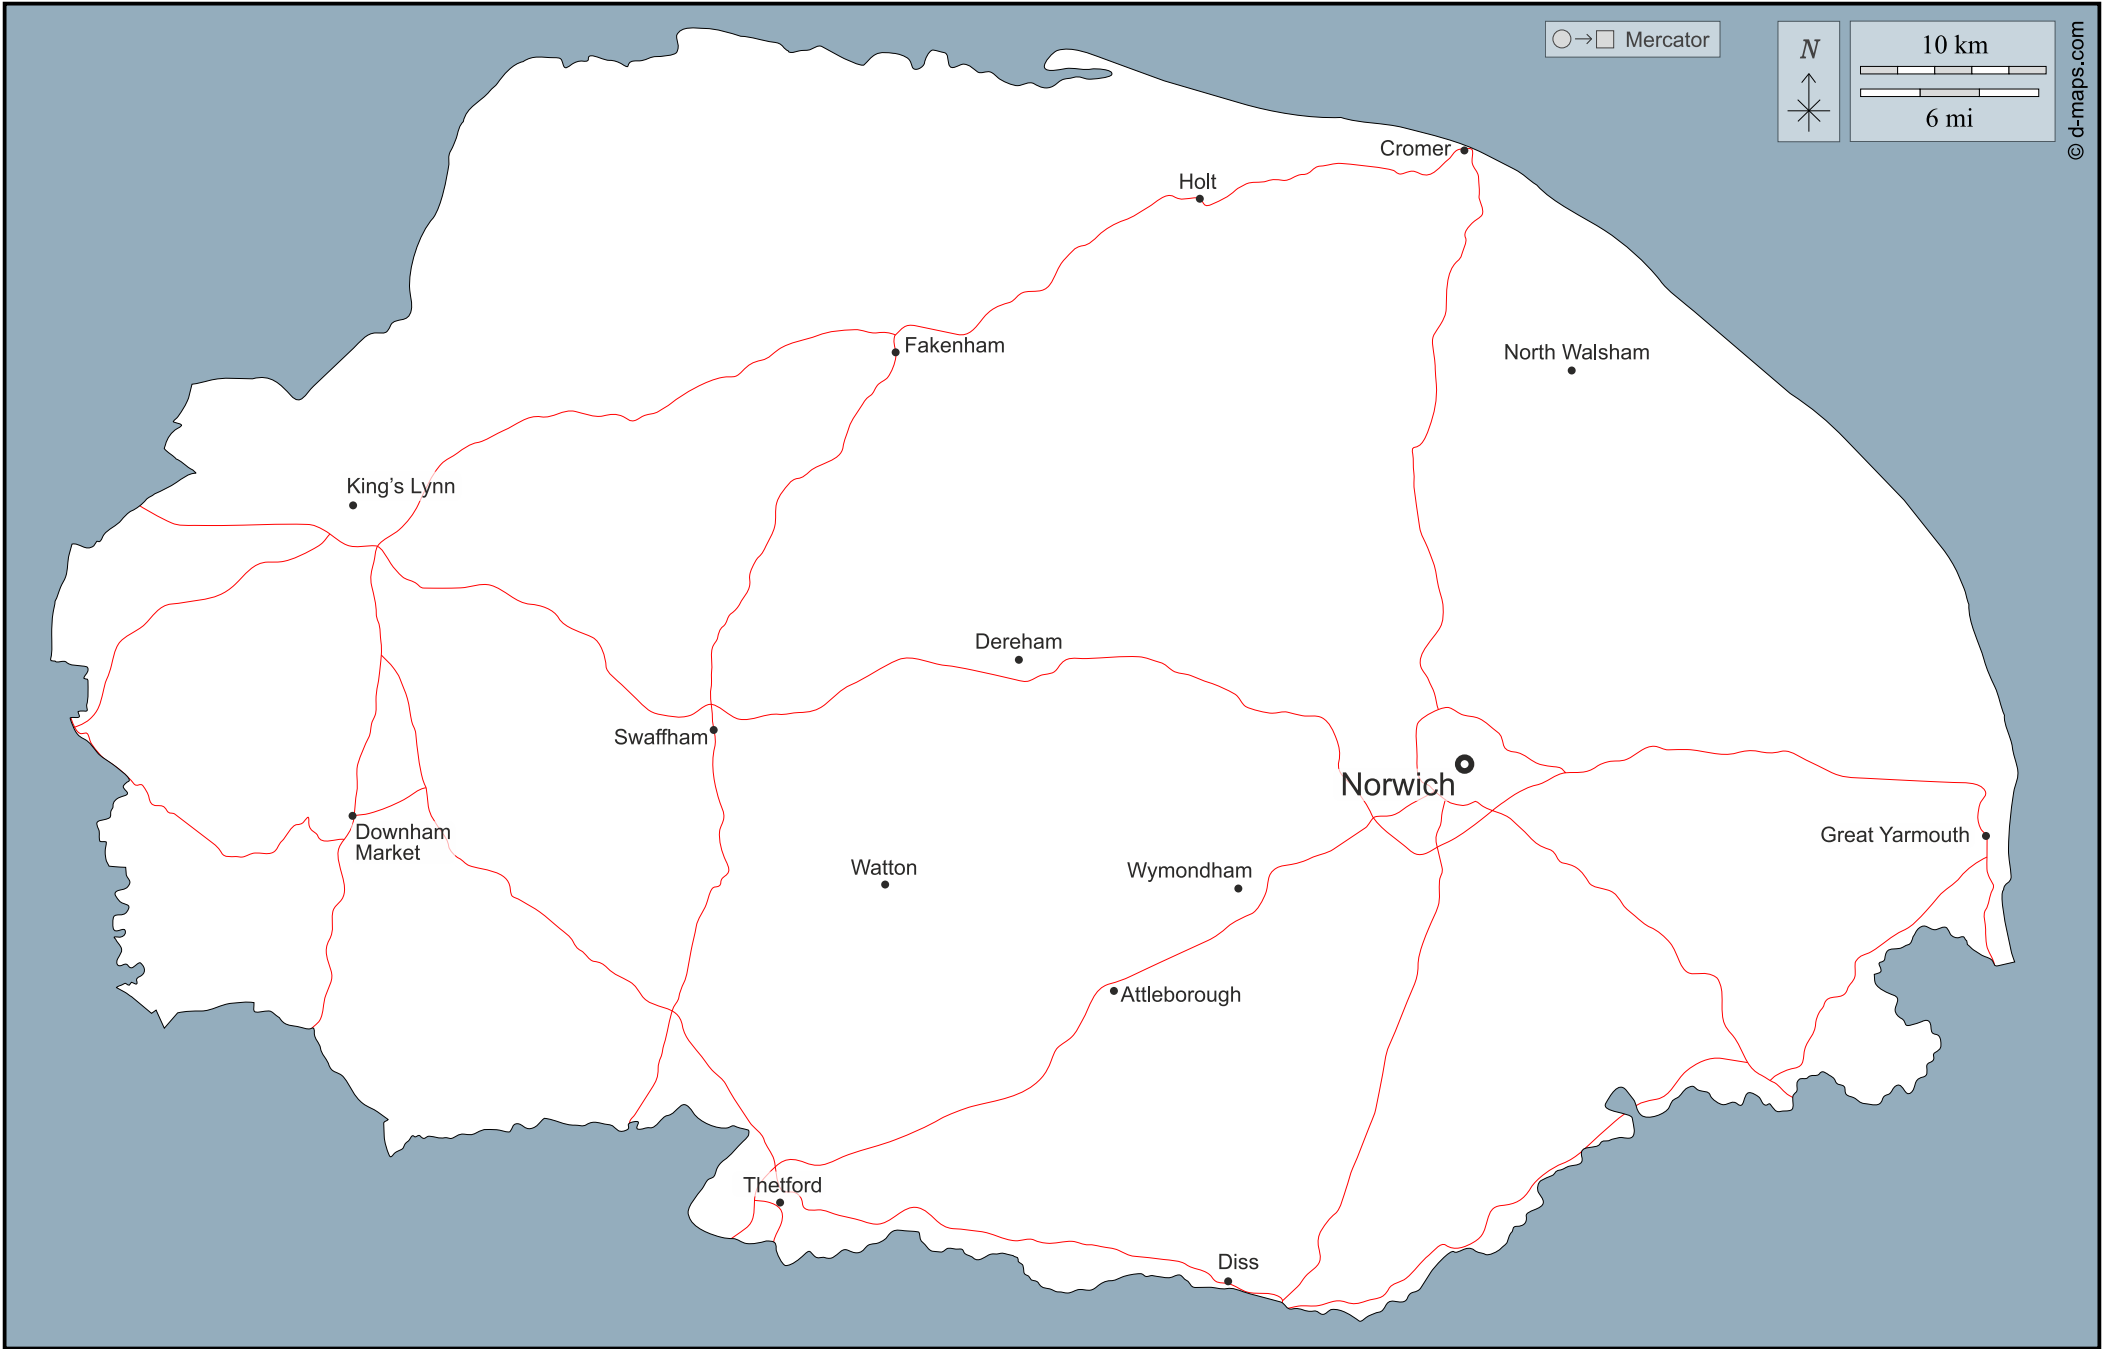 Mercator
N
10 km
6 mi
© d-maps.com
Cromer
Holt
Fakenham
North Walsham
King’s Lynn
Dereham
Swaffham
Norwich
Downham
Market
Great Yarmouth
Watton
Wymondham
Attleborough
Thetford
Diss